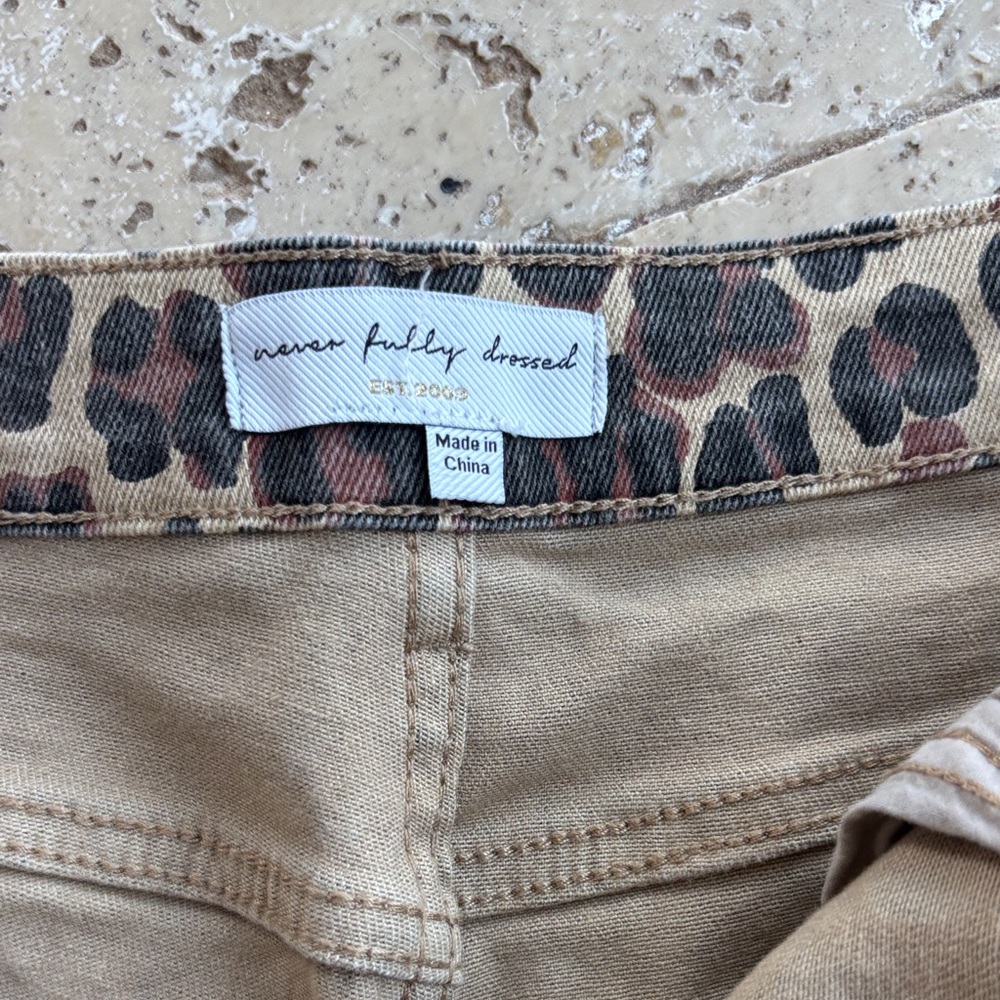 never fully dressed
EST. 2009
Made in
China